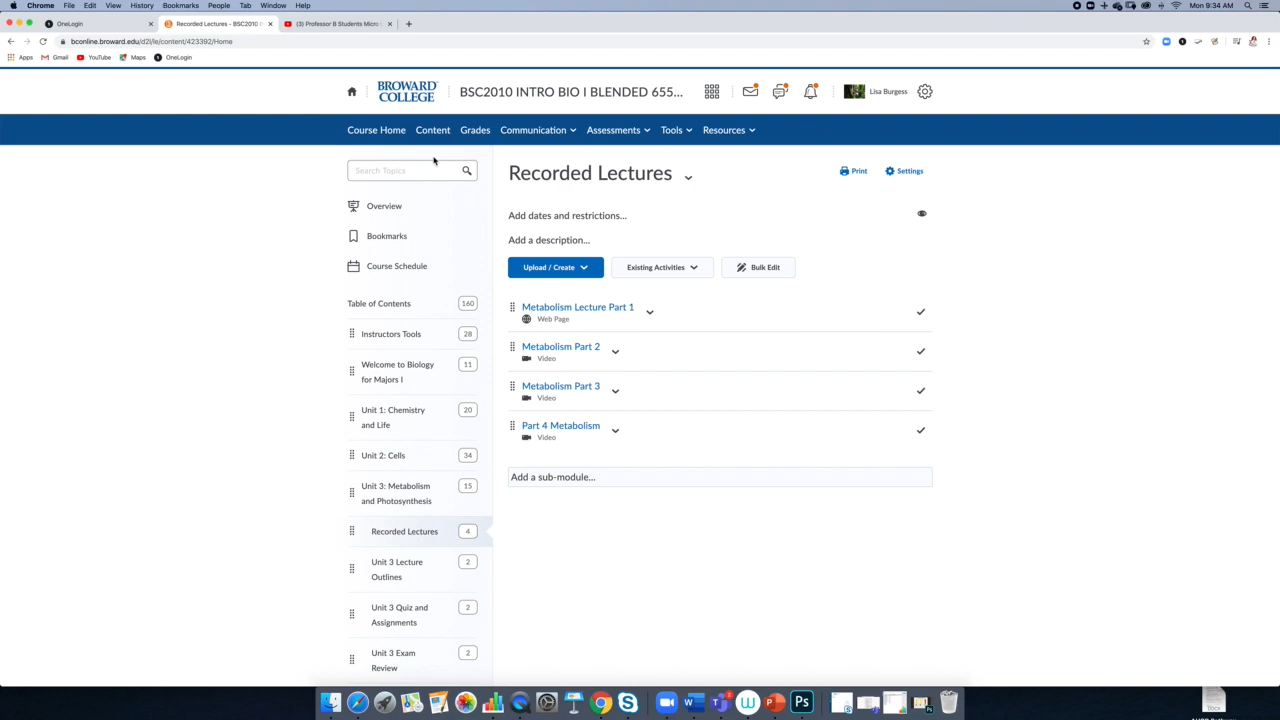 Chrome File Edit View History Bookmarks People Tab Window Help Mon 9:34 AM
OneLogin Recorded Lectures - BSC2010 (3) Professor B Students Micro
bconline.broward.edu/d2l/le/content/423392/Home
Apps Gmail YouTube Maps OneLogin
BROWARD COLLEGE BSC2010 INTRO BIO I BLENDED 655... Lisa Burgess
Course Home Content Grades Communication Assessments Tools Resources
Search Topics
Overview
Bookmarks
Course Schedule
Table of Contents 160
Instructors Tools 28
Welcome to Biology 11
for Majors I
Unit 1: Chemistry 20
and Life
Unit 2: Cells 34
Unit 3: Metabolism 15
and Photosynthesis
Recorded Lectures 4
Unit 3 Lecture 2
Outlines
Unit 3 Quiz and 2
Assignments
Unit 3 Exam 2
Review
Recorded Lectures
Print Settings
Add dates and restrictions...
Add a description...
Upload / Create Existing Activities Bulk Edit
Metabolism Lecture Part 1
Web Page
Metabolism Part 2
Video
Metabolism Part 3
Video
Part 4 Metabolism
Video
Add a sub-module...
Ps
DOCX